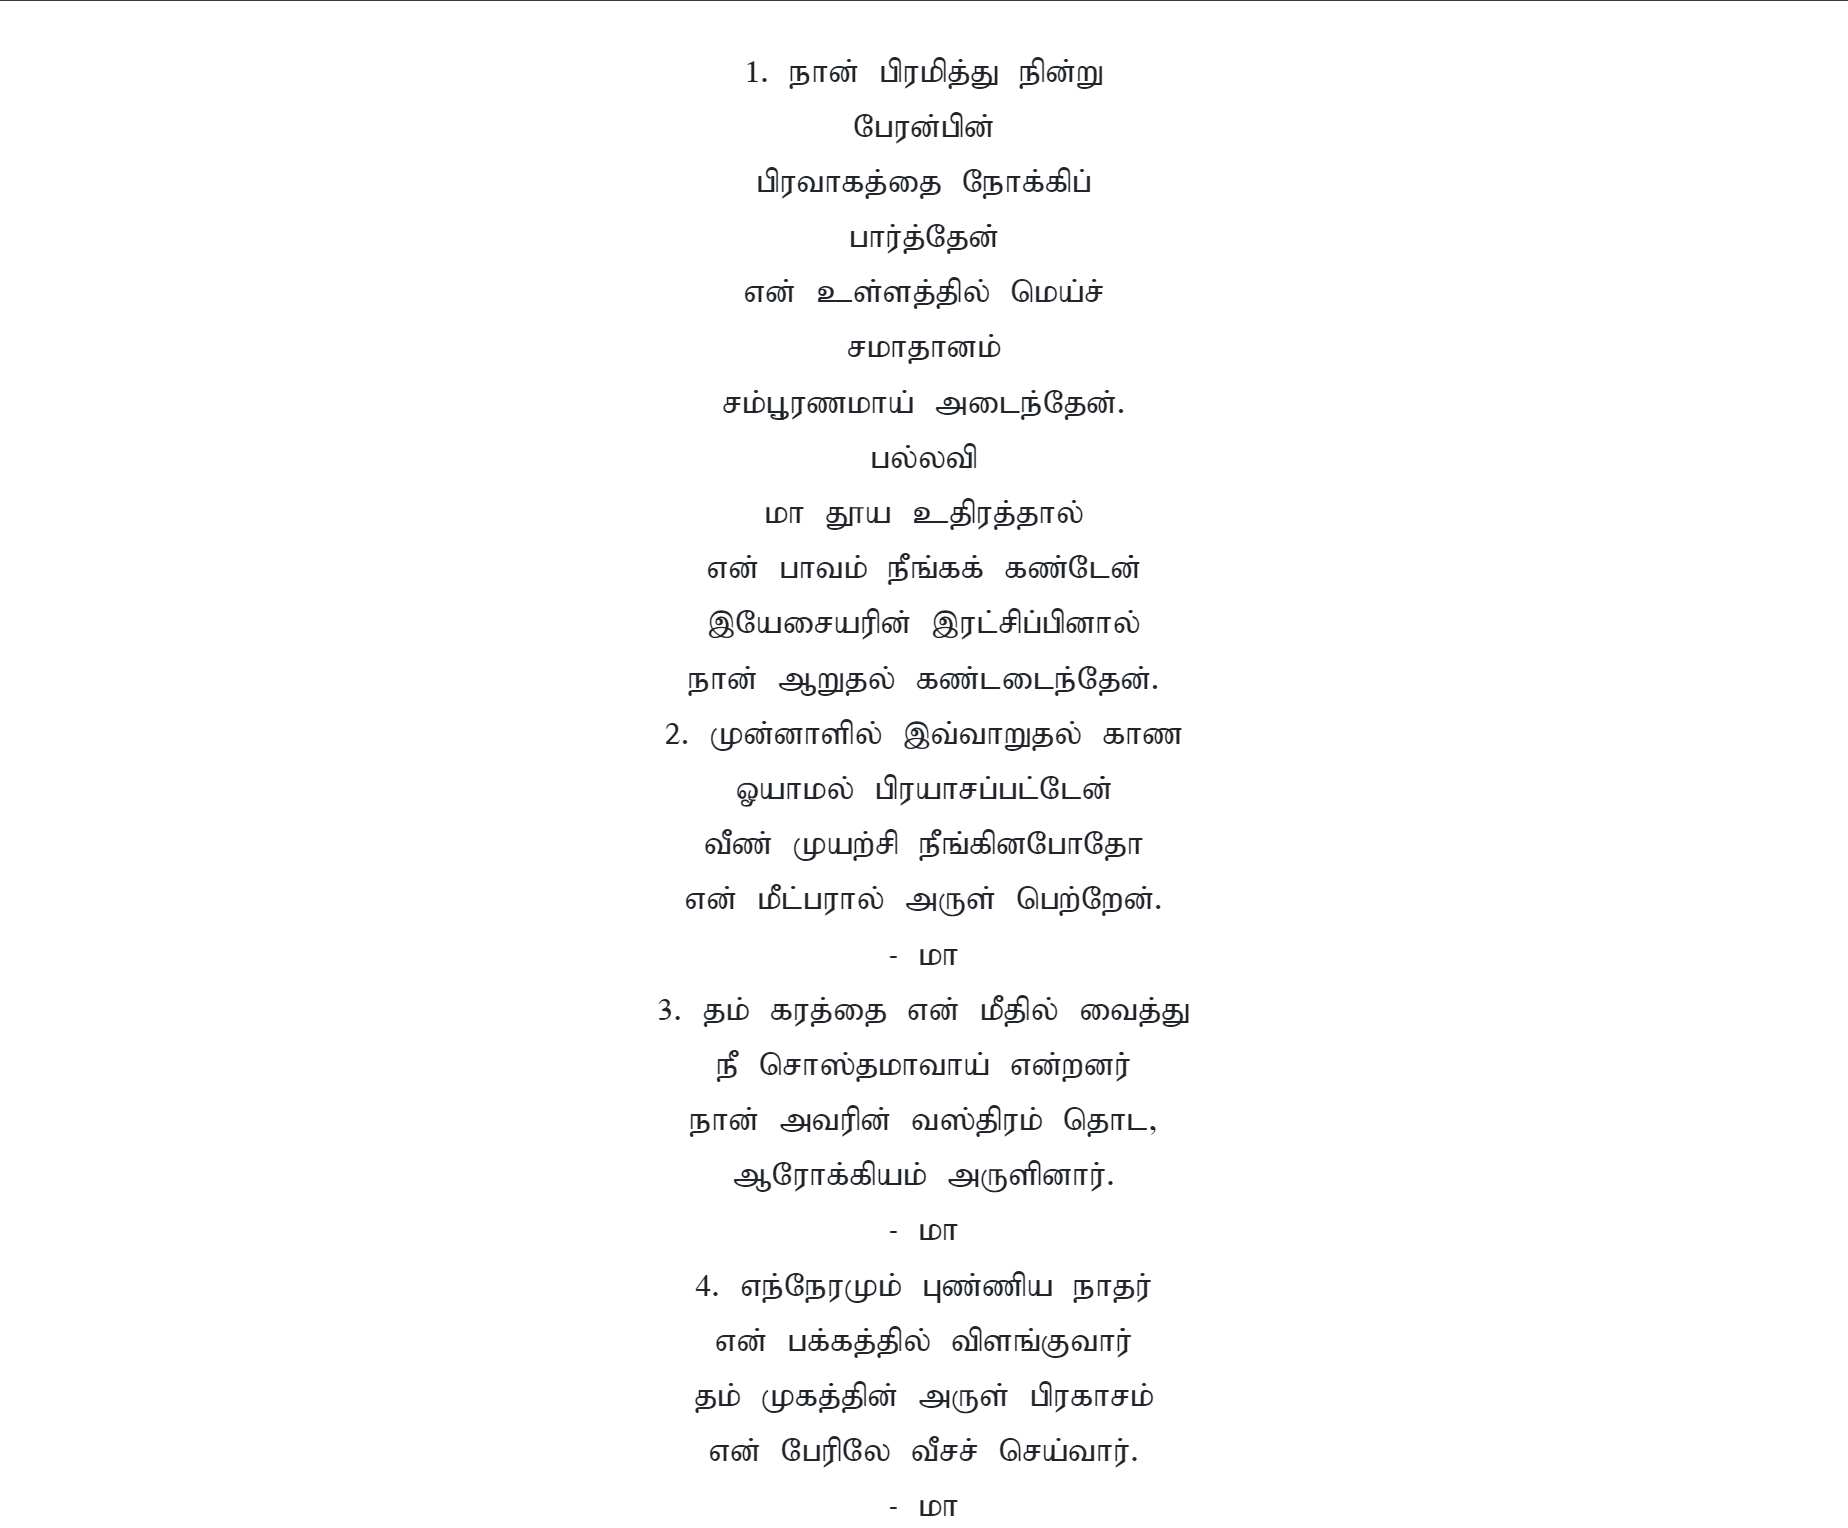 1. நான் பிரமித்து நின்று
பேரன்பின்
பிரவாகத்தை நோக்கிப்
பார்த்தேன்
என் உள்ளத்தில் மெய்ச்
சமாதானம்
சம்பூரணமாய் அடைந்தேன்.
பல்லவி
மா தூய உதிரத்தால்
என் பாவம் நீங்கக் கண்டேன்
இயேசையரின் இரட்சிப்பினால்
நான் ஆறுதல் கண்டடைந்தேன்.
2. முன்னாளில் இவ்வாறுதல் காண
ஓயாமல் பிரயாசப்பட்டேன்
வீண் முயற்சி நீங்கினபோதோ
என் மீட்பரால் அருள் பெற்றேன்.
- மா
3. தம் கரத்தை என் மீதில் வைத்து
நீ சொஸ்தமாவாய் என்றனர்
நான் அவரின் வஸ்திரம் தொட,
ஆரோக்கியம் அருளினார்.
- மா
4. எந்நேரமும் புண்ணிய நாதர்
என் பக்கத்தில் விளங்குவார்
தம் முகத்தின் அருள் பிரகாசம்
என் பேரிலே வீசச் செய்வார்.
- மா